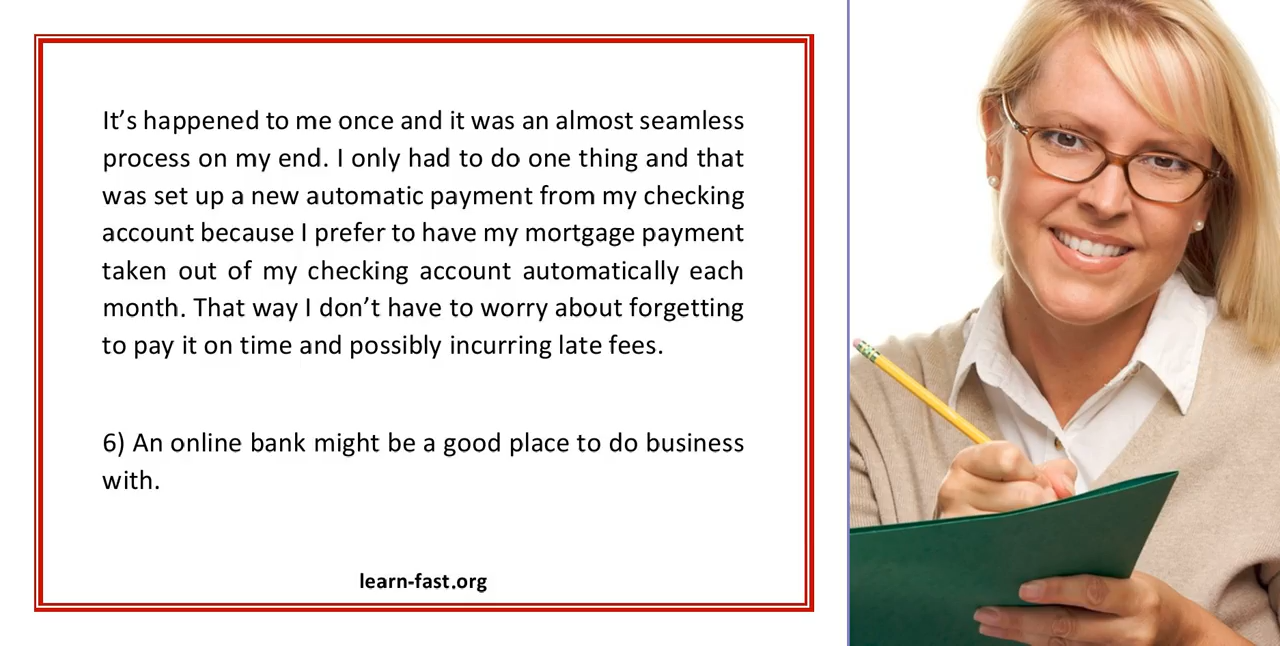 It’s happened to me once and it was an almost seamless
process on my end. I only had to do one thing and that
was set up a new automatic payment from my checking
account because I prefer to have my mortgage payment
taken out of my checking account automatically each
month. That way I don’t have to worry about forgetting
to pay it on time and possibly incurring late fees.
6) An online bank might be a good place to do business
with.
learn-fast.org